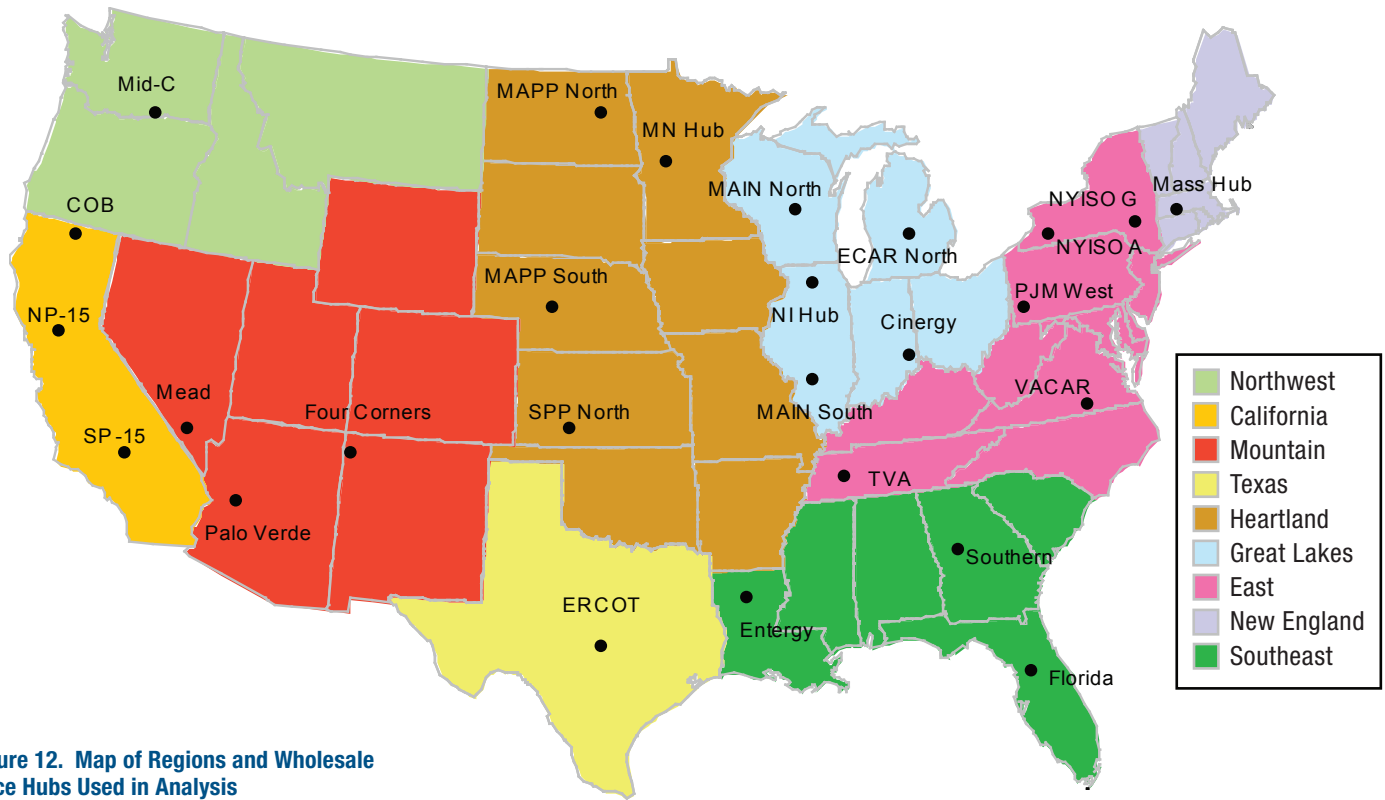 Mid-C
MAPP North
MN Hub
MAIN North
NYISO G
Mass Hub
COB
ECAR North
NYISO A
MAPP South
PJM West
NP-15
NI Hub
Cinergy
Mead
Four Corners
SPP North
MAIN South
VACAR
SP-15
TVA
Palo Verde
Southern
ERCOT
Entergy
Florida
Northwest
California
Mountain
Texas
Heartland
Great Lakes
East
New England
Southeast
ure 12. Map of Regions and Wholesale
ce Hubs Used in Analysis